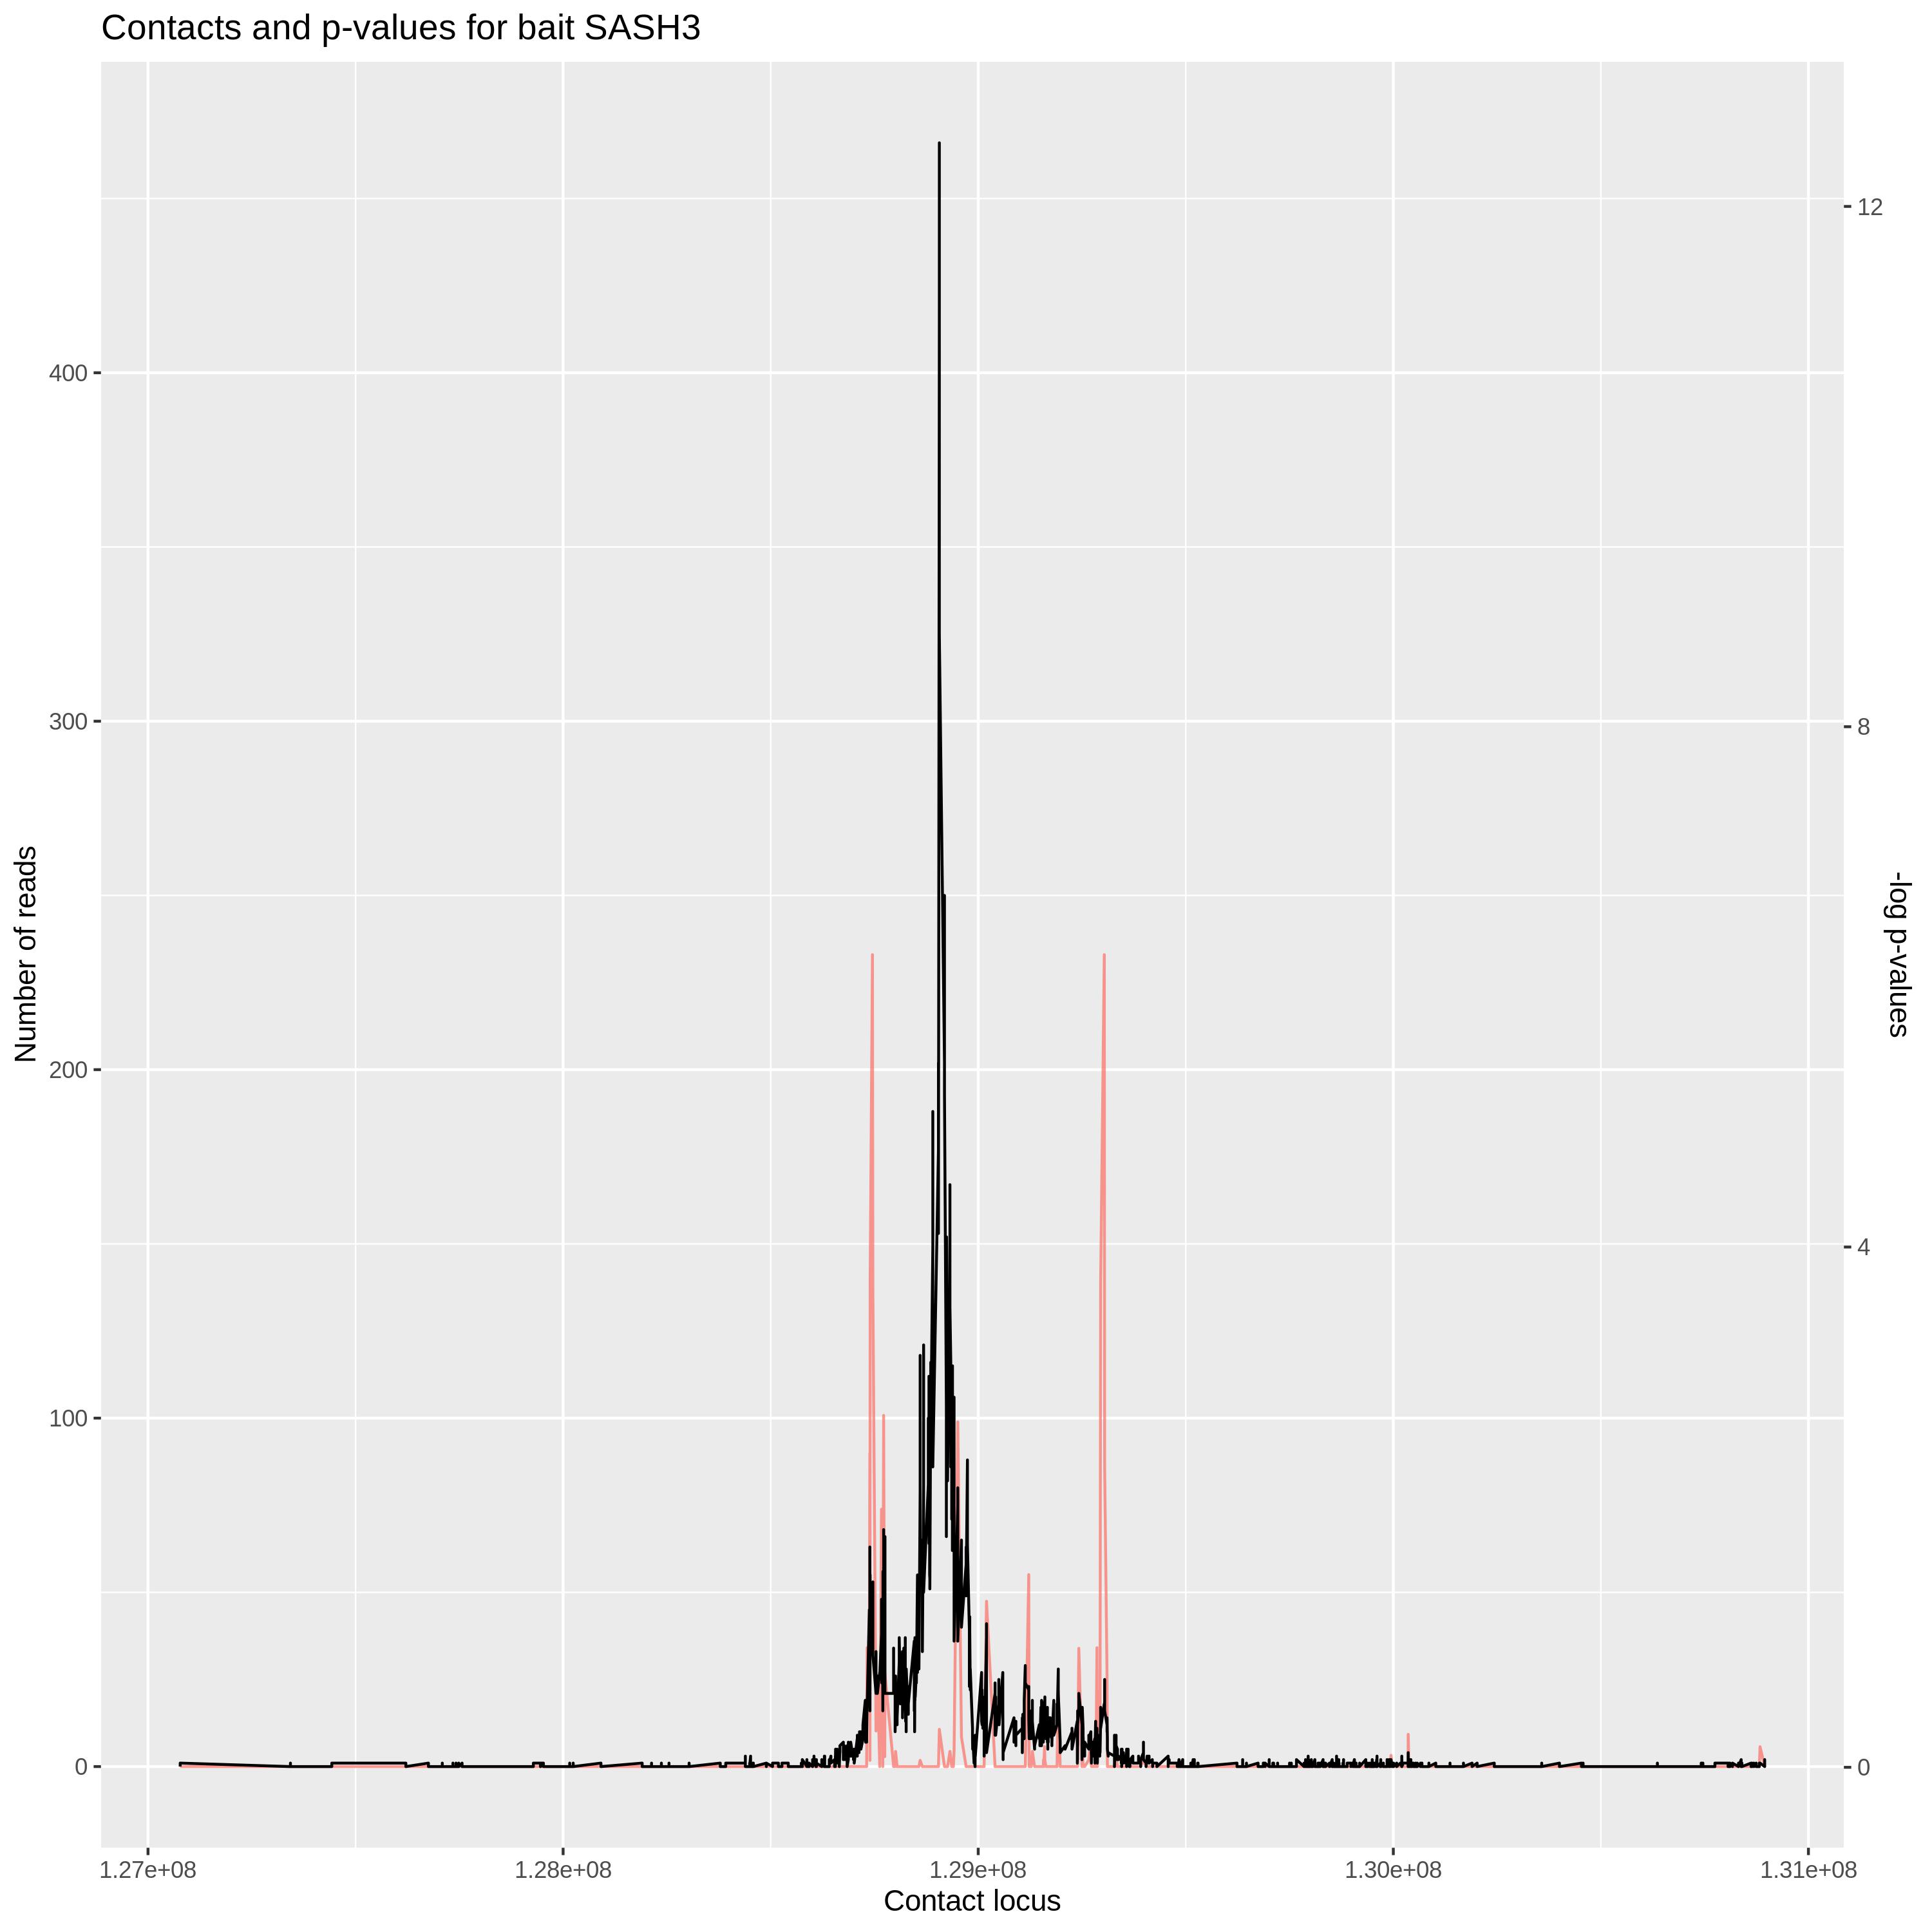 Contacts and p-values for bait SASH3
Number of reads
400
300
200
100
0
12
8
4
0
-log p-values
1.27e+08
1.28e+08
1.29e+08
1.30e+08
1.31e+08
Contact locus